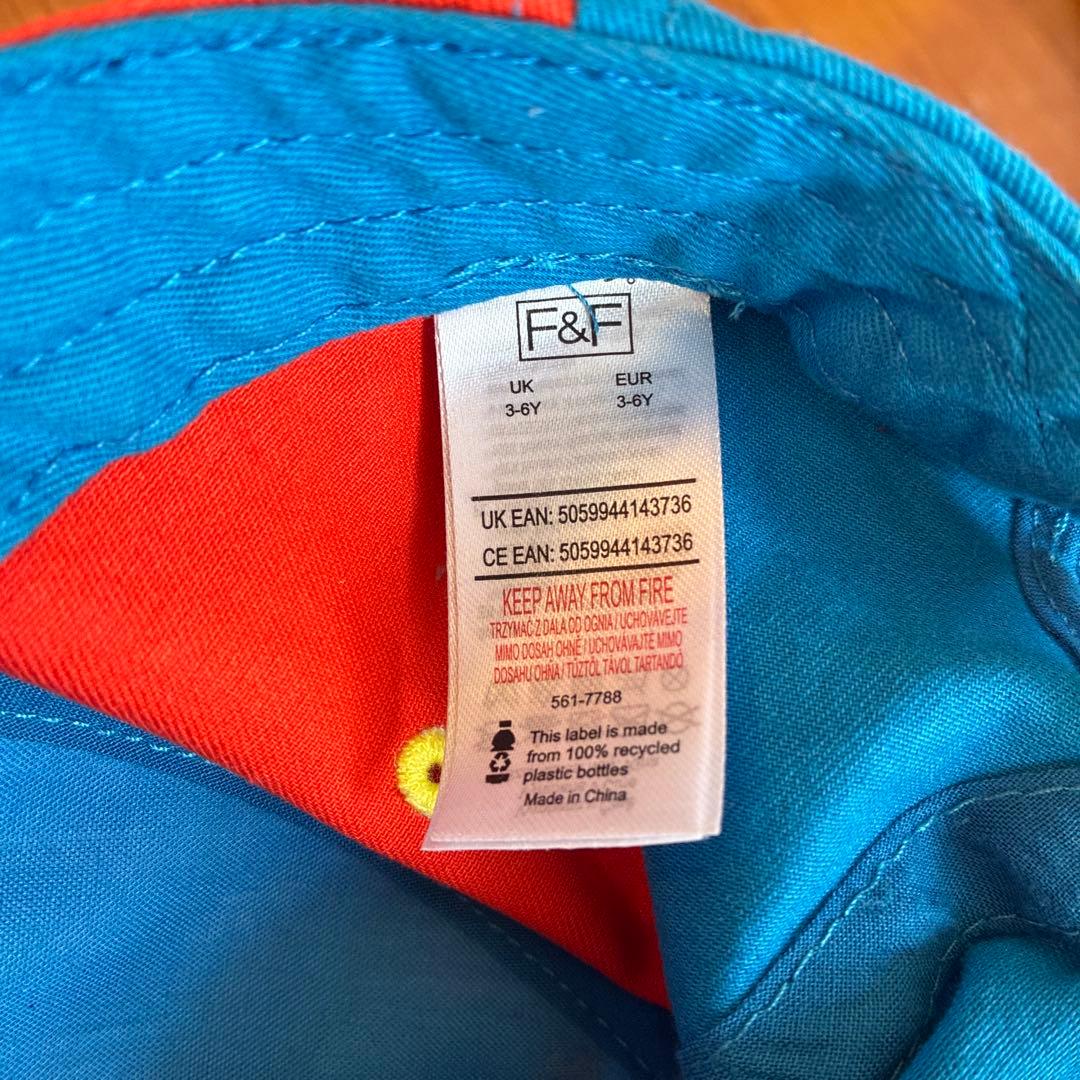 F&F
UK EUR
3-6Y 3-6Y
UK EAN: 5059944143736
CE EAN: 5059944143736
KEEP AWAY FROM FIRE
TRZYMAĆ Z DALA OD OGNIA / UCHOVÁVEJTE
MIMO DOSAH OHNĚ / UCHOVÁVAJTE MIMO
DOSAHU OHŇA / TŰZTŐL TÁVOL TARTANDÓ
561-7788
This label is made
from 100% recycled
plastic bottles
Made in China